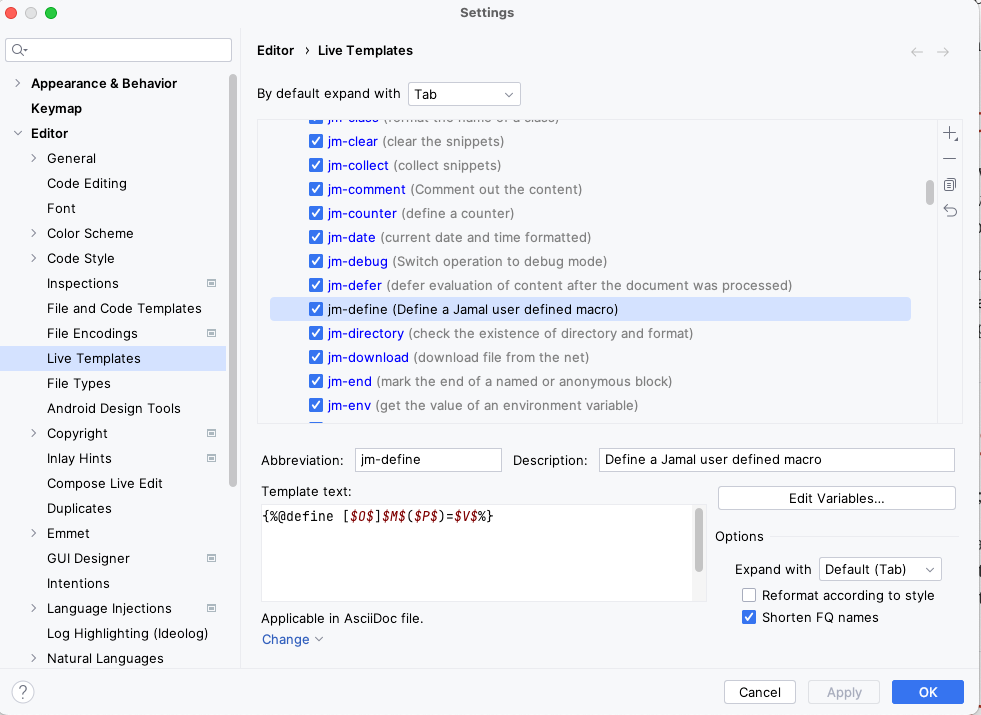 Settings
Editor › Live Templates
By default expand with Tab
Appearance & Behavior
Keymap
Editor
General
Code Editing
Font
Color Scheme
Code Style
Inspections
File and Code Templates
File Encodings
Live Templates
File Types
Android Design Tools
Copyright
Inlay Hints
Compose Live Edit
Duplicates
Emmet
GUI Designer
Intentions
Language Injections
Log Highlighting (Ideolog)
Natural Languages
jm-class (format the name of a class)
jm-clear (clear the snippets)
jm-collect (collect snippets)
jm-comment (Comment out the content)
jm-counter (define a counter)
jm-date (current date and time formatted)
jm-debug (Switch operation to debug mode)
jm-defer (defer evaluation of content after the document was processed)
jm-define (Define a Jamal user defined macro)
jm-directory (check the existence of directory and format)
jm-download (download file from the net)
jm-end (mark the end of a named or anonymous block)
jm-env (get the value of an environment variable)
Abbreviation: jm-define Description: Define a Jamal user defined macro
Template text:
{%@define [$O$]$M$($P$)=$V$%}
Edit Variables...
Options
Expand with Default (Tab)
Reformat according to style
Shorten FQ names
Applicable in AsciiDoc file.
Change
? Cancel Apply OK